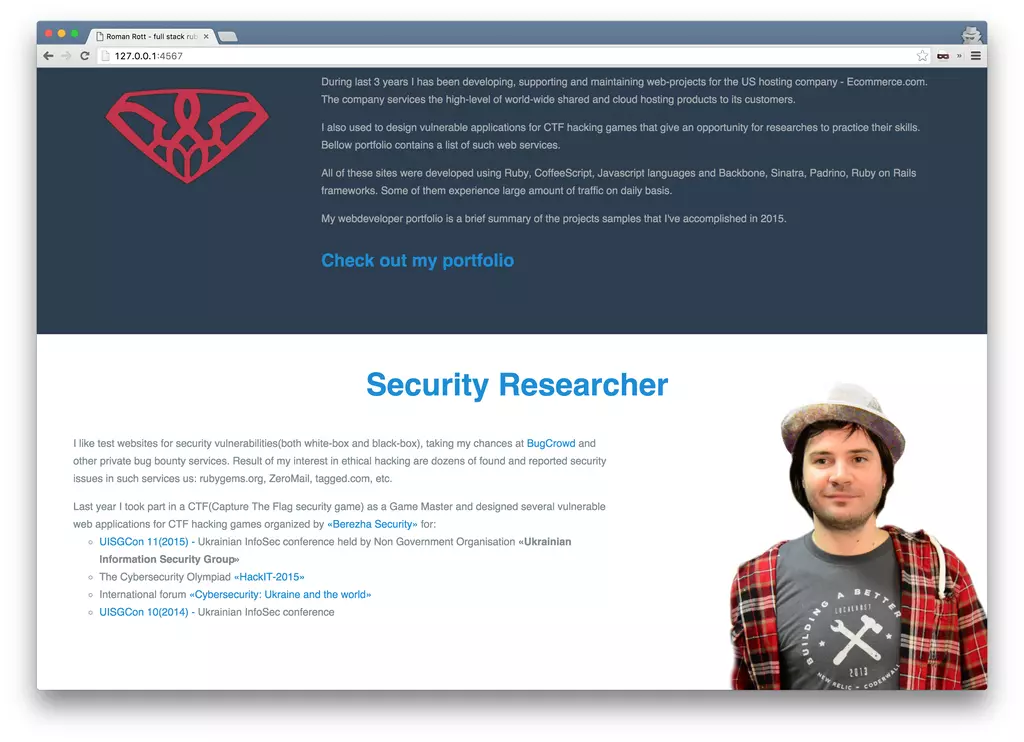 Roman Rott - full stack rub
127.0.0.1:4567
During last 3 years I has been developing, supporting and maintaining web-projects for the US hosting company - Ecommerce.com.
The company services the high-level of world-wide shared and cloud hosting products to its customers.
I also used to design vulnerable applications for CTF hacking games that give an opportunity for researches to practice their skills.
Bellow portfolio contains a list of such web services.
All of these sites were developed using Ruby, CoffeeScript, Javascript languages and Backbone, Sinatra, Padrino, Ruby on Rails
frameworks. Some of them experience large amount of traffic on daily basis.
My webdeveloper portfolio is a brief summary of the projects samples that I've accomplished in 2015.
Check out my portfolio
Security Researcher
I like test websites for security vulnerabilities(both white-box and black-box), taking my chances at BugCrowd and
other private bug bounty services. Result of my interest in ethical hacking are dozens of found and reported security
issues in such services us: rubygems.org, ZeroMail, tagged.com, etc.
Last year I took part in a CTF(Capture The Flag security game) as a Game Master and designed several vulnerable
web applications for CTF hacking games organized by «Berezha Security» for:
UISGCon 11(2015) - Ukrainian InfoSec conference held by Non Government Organisation «Ukrainian
Information Security Group»
The Cybersecurity Olympiad «HackIT-2015»
International forum «Cybersecurity: Ukraine and the world»
UISGCon 10(2014) - Ukrainian InfoSec conference
BUILDING A BETTER
2013
NEW RELIC - CODERWALL